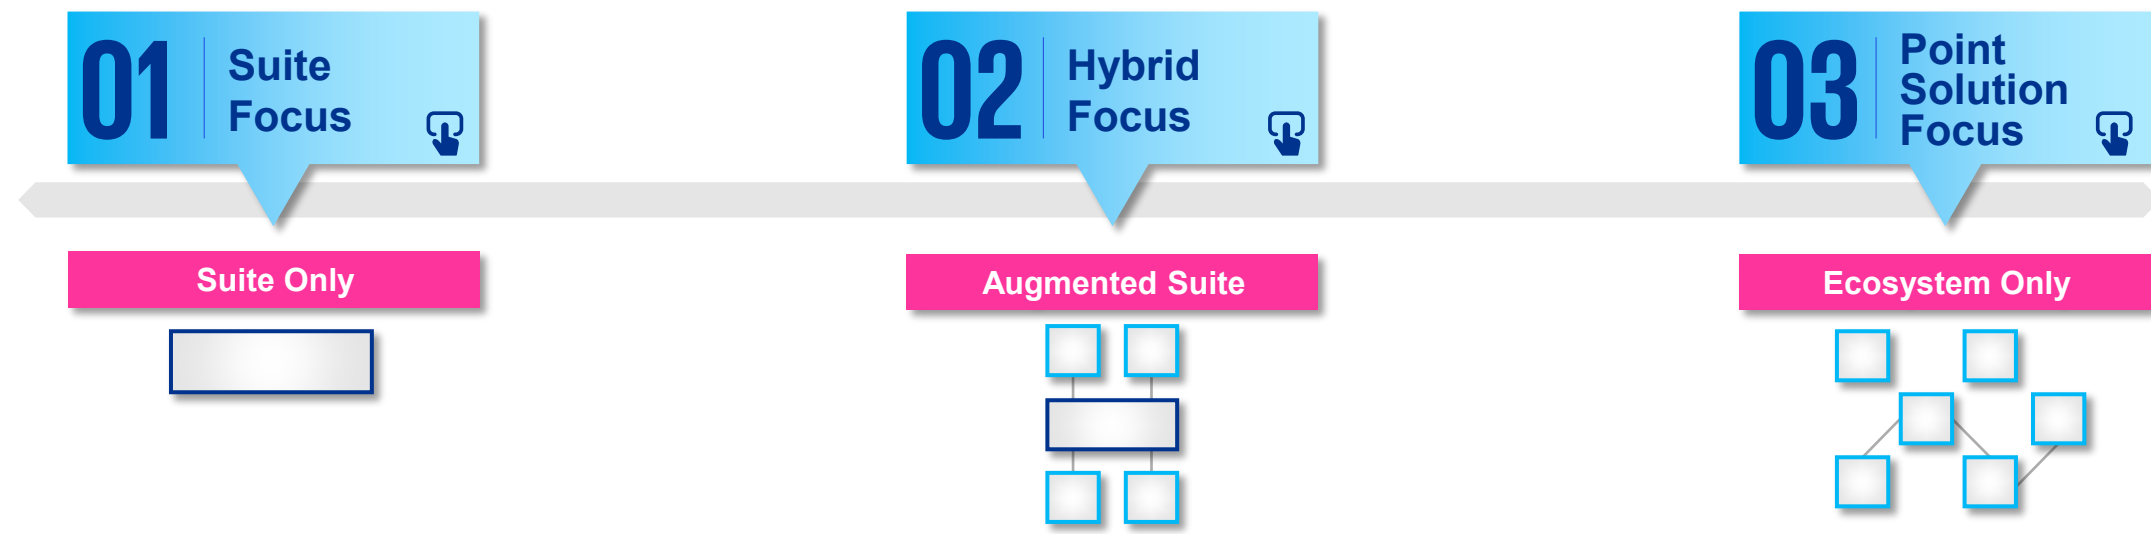 01
Suite
Focus
02
Hybrid
Focus
03
Point
Solution
Focus
Suite Only
Augmented Suite
Ecosystem Only